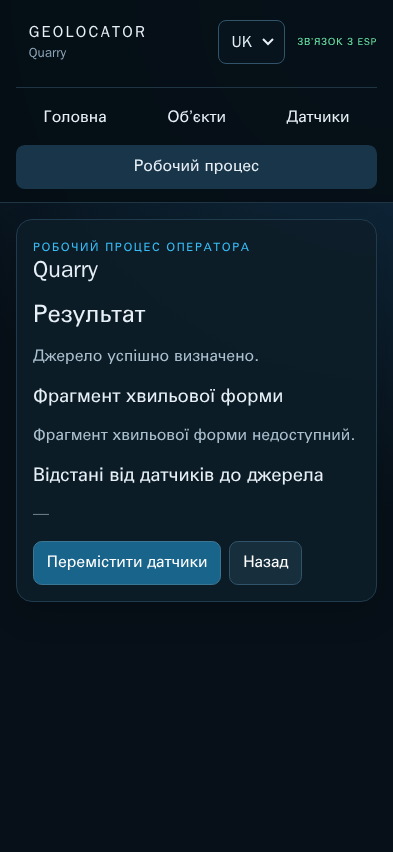 GEOLOCATOR
Quarry
UK
ЗВ'ЯЗОК З ESP
Головна
Об'єкти
Датчики
Робочий процес
РОБОЧИЙ ПРОЦЕС ОПЕРАТОРА
Quarry
Результат
Джерело успішно визначено.
Фрагмент хвильової форми
Фрагмент хвильової форми недоступний.
Відстані від датчиків до джерела
—
Перемістити датчики
Назад